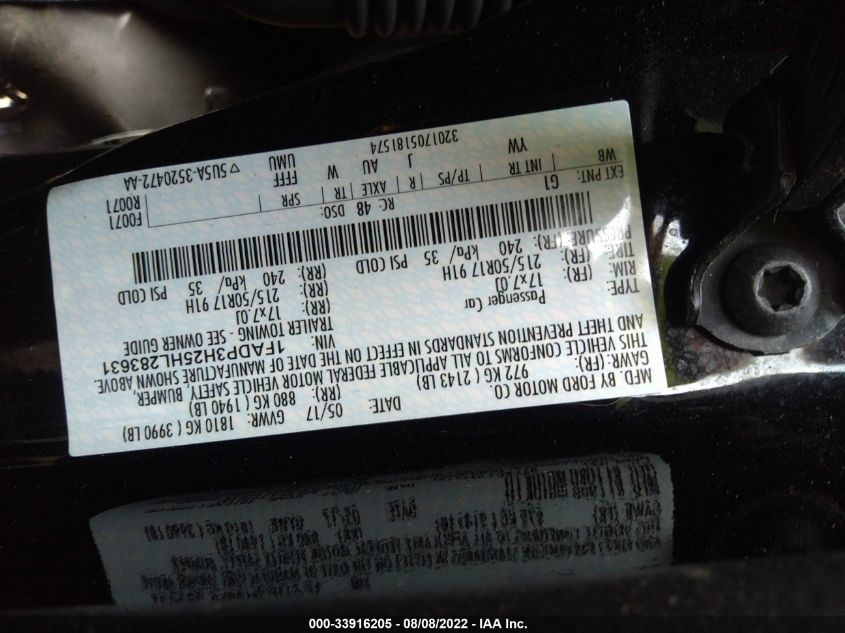 MFD. BY FORD MOTOR CO.
DATE: 05/17
GVWR: 1810 KG ( 3990 LB)
GAWR: (FR): 977 KG ( 2143 LB)
(RR): 880 KG ( 1940 LB)
THIS VEHICLE CONFORMS TO ALL APPLICABLE FEDERAL MOTOR VEHICLE SAFETY, BUMPER,
AND THEFT PREVENTION STANDARDS IN EFFECT ON THE DATE OF MANUFACTURE SHOWN ABOVE.
VIN: 1FADP3H25HL283631
TYPE: Passenger Car
TRAILER TOWING - SEE OWNER GUIDE
RIM: (FR): 17x7.0J (RR): 17x7.0J
TIRE: (FR): 215/50R17 91H (RR): 215/50R17 91H
PRESSURE (FR): 240 kPa/ 35 PSI COLD (RR): 240 kPa/ 35 PSI COLD
EXT PNT: G1 RC: 48 DSO: F0071
WB INT TR TP/PS R AXLE TR SPR R0071
YW J AU W FFFF
UMU ▽5U5A-3520472-AA
3201705181574
000-33916205 - 08/08/2022 - IAA Inc.